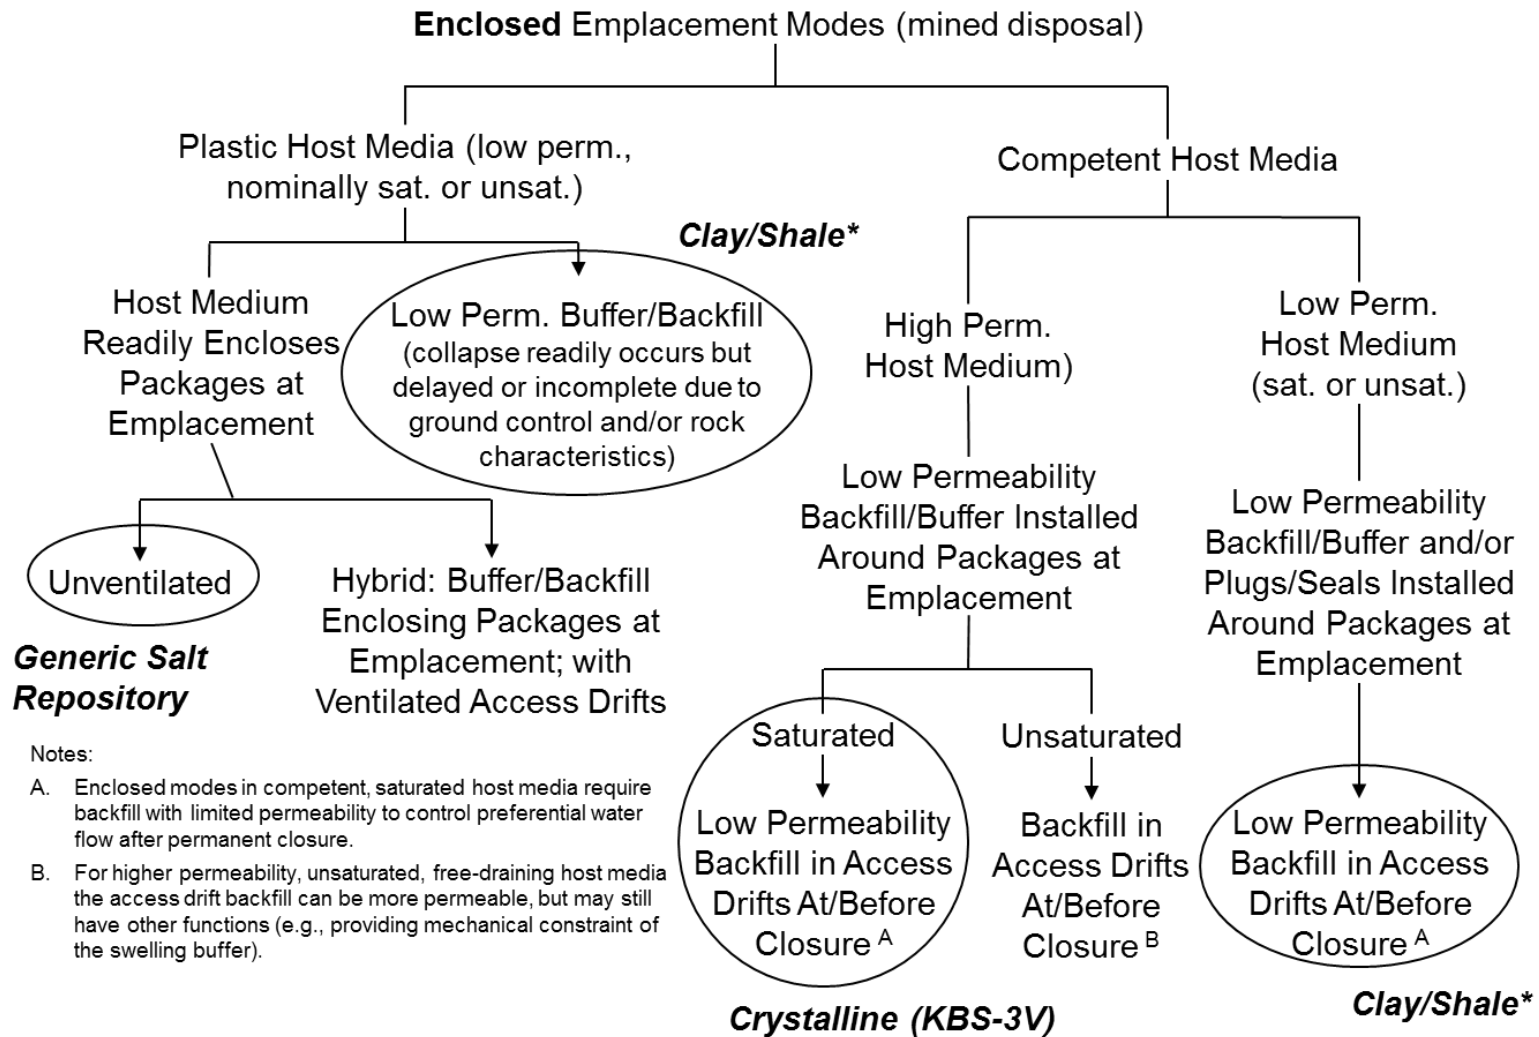 Enclosed Emplacement Modes (mined disposal)
Plastic Host Media (low perm.,
nominally sat. or unsat.)
Competent Host Media
Clay/Shale*
Host Medium
Readily Encloses
Packages at
Emplacement
Low Perm. Buffer/Backfill
(collapse readily occurs but
delayed or incomplete due to
ground control and/or rock
characteristics)
High Perm.
Host Medium)
Low Perm.
Host Medium
(sat. or unsat.)
Low Permeability
Backfill/Buffer Installed
Around Packages at
Emplacement
Low Permeability
Backfill/Buffer and/or
Plugs/Seals Installed
Around Packages at
Emplacement
Unventilated
Generic Salt
Repository
Hybrid: Buffer/Backfill
Enclosing Packages at
Emplacement; with
Ventilated Access Drifts
Saturated
Low Permeability
Backfill in Access
Drifts At/Before
Closure A
Unsaturated
Backfill in
Access Drifts
At/Before
Closure B
Low Permeability
Backfill in Access
Drifts At/Before
Closure A
Crystalline (KBS-3V)
Clay/Shale*
Notes:
A. Enclosed modes in competent, saturated host media require
backfill with limited permeability to control preferential water
flow after permanent closure.
B. For higher permeability, unsaturated, free-draining host media
the access drift backfill can be more permeable, but may still
have other functions (e.g., providing mechanical constraint of
the swelling buffer).